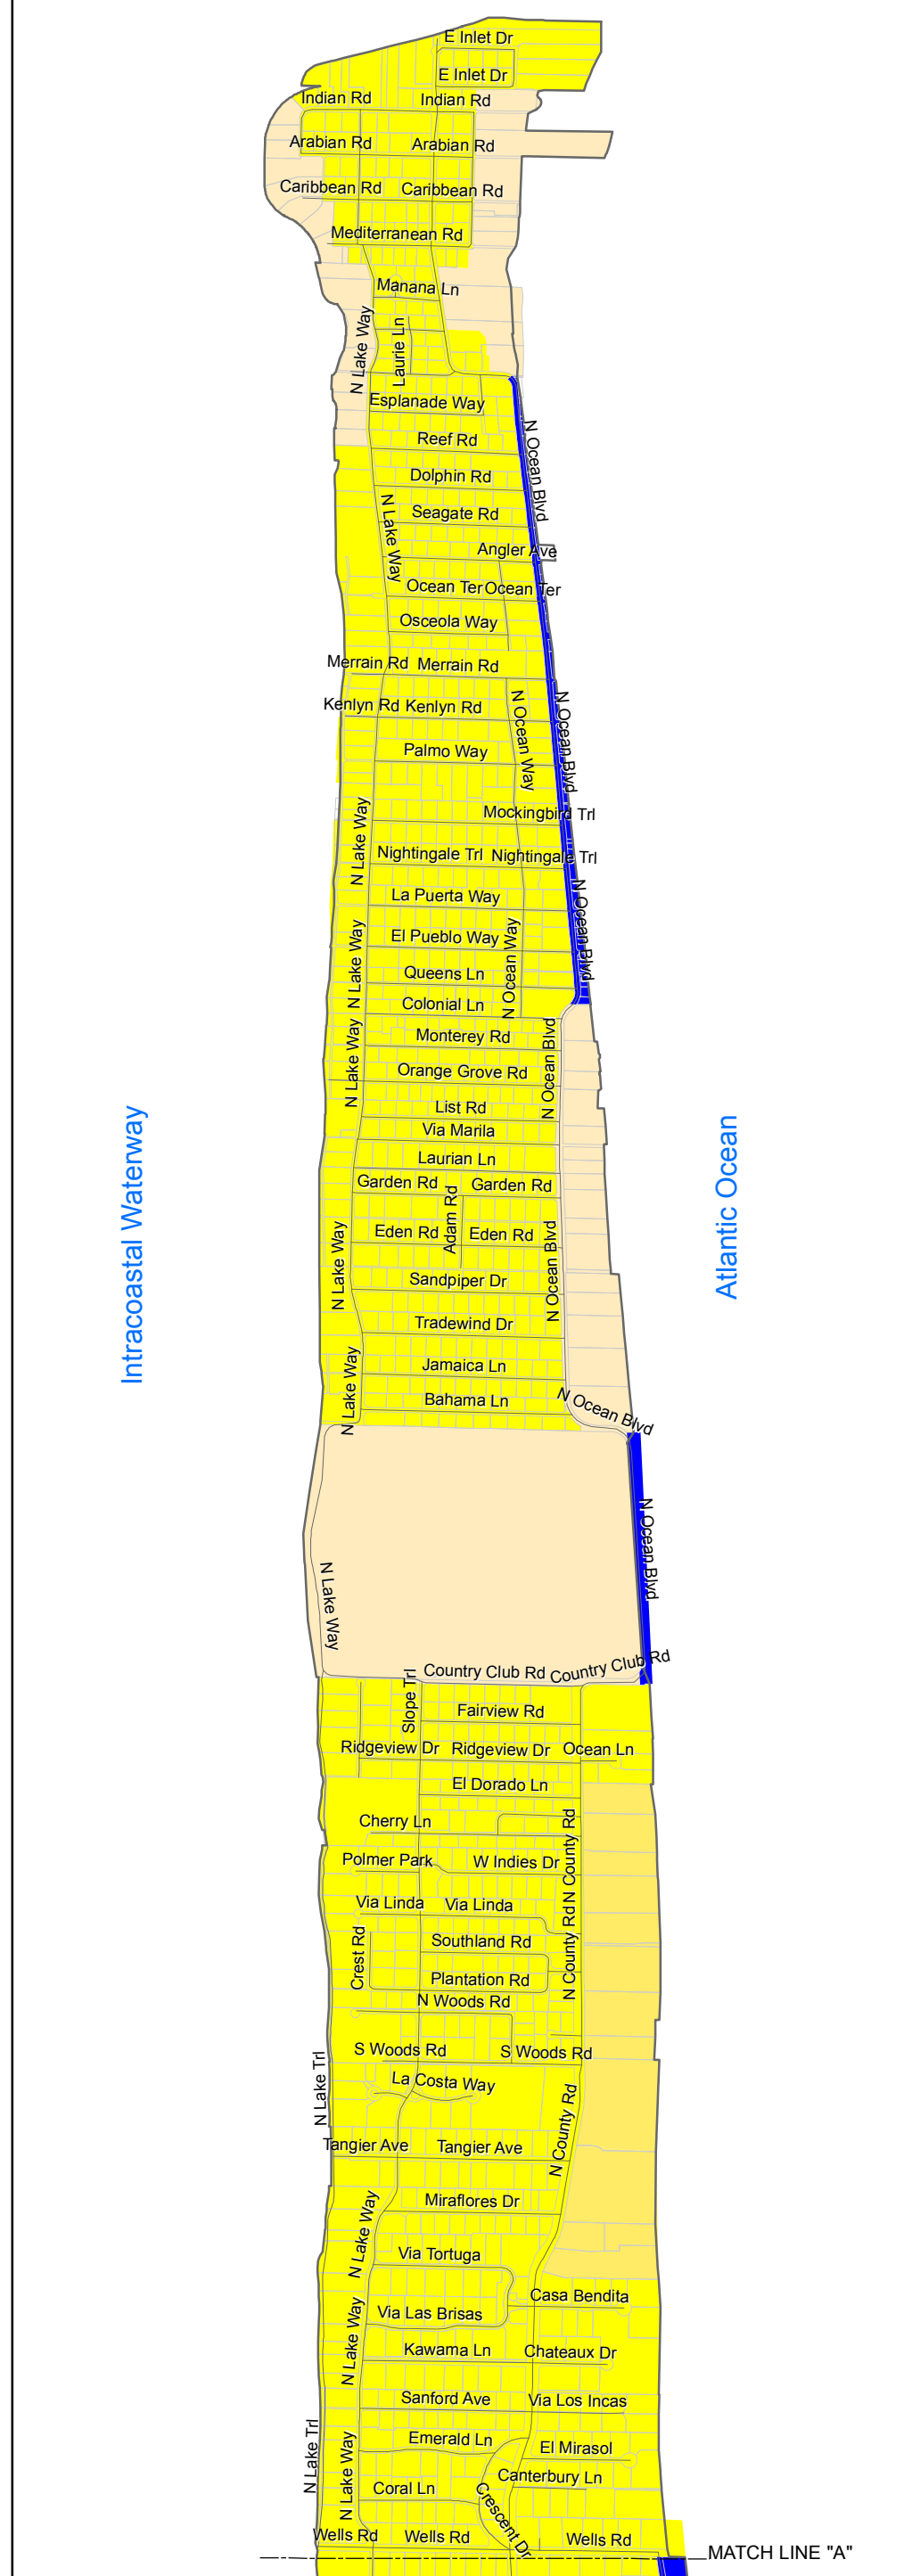 E Inlet Dr
E Inlet Dr
Indian Rd
Indian Rd
Arabian Rd
Arabian Rd
Caribbean Rd
Caribbean Rd
Mediterranean Rd
Manana Ln
N Lake Way
Laurie Ln
Esplanade Way
N Ocean Blvd
Reef Rd
Dolphin Rd
N Lake Way
Seagate Rd
Angler Ave
Ocean Ter
Ocean Ter
Osceola Way
Merrain Rd
Merrain Rd
Kenlyn Rd
Kenlyn Rd
N Ocean Way
N Ocean Blvd
Palmo Way
Mockingbird Trl
N Lake Way
Nightingale Trl
Nightingale Trl
N Ocean Blvd
La Puerta Way
El Pueblo Way
N Lake Way
N Ocean Way
Queens Ln
Colonial Ln
N Lake Way
Monterey Rd
N Ocean Blvd
Orange Grove Rd
List Rd
Via Marila
Laurian Ln
Garden Rd
Garden Rd
Adam Rd
Intracoastal Waterway
Atlantic Ocean
Eden Rd
Eden Rd
N Lake Way
N Ocean Blvd
Sandpiper Dr
Tradewind Dr
Jamaica Ln
N Lake Way
Bahama Ln
N Ocean Blvd
N Ocean Blvd
N Lake Way
Country Club Rd
Country Club Rd
Slope Trl
Fairview Rd
Ridgeview Dr
Ridgeview Dr
Ocean Ln
El Dorado Ln
Cherry Ln
N County Rd
Polmer Park
W Indies Dr
Via Linda
Via Linda
Crest Rd
Southland Rd
N County Rd
Plantation Rd
N Woods Rd
S Woods Rd
S Woods Rd
N Lake Trl
La Costa Way
N County Rd
Tangier Ave
Tangier Ave
Miraflores Dr
N Lake Way
Via Tortuga
Casa Bendita
Via Las Brisas
N Lake Way
Kawama Ln
Chateaux Dr
Sanford Ave
Via Los Incas
Emerald Ln
El Mirasol
N Lake Trl
N Lake Way
Canterbury Ln
Coral Ln
Crescent Dr
Wells Rd
Wells Rd
Wells Rd
MATCH LINE "A"